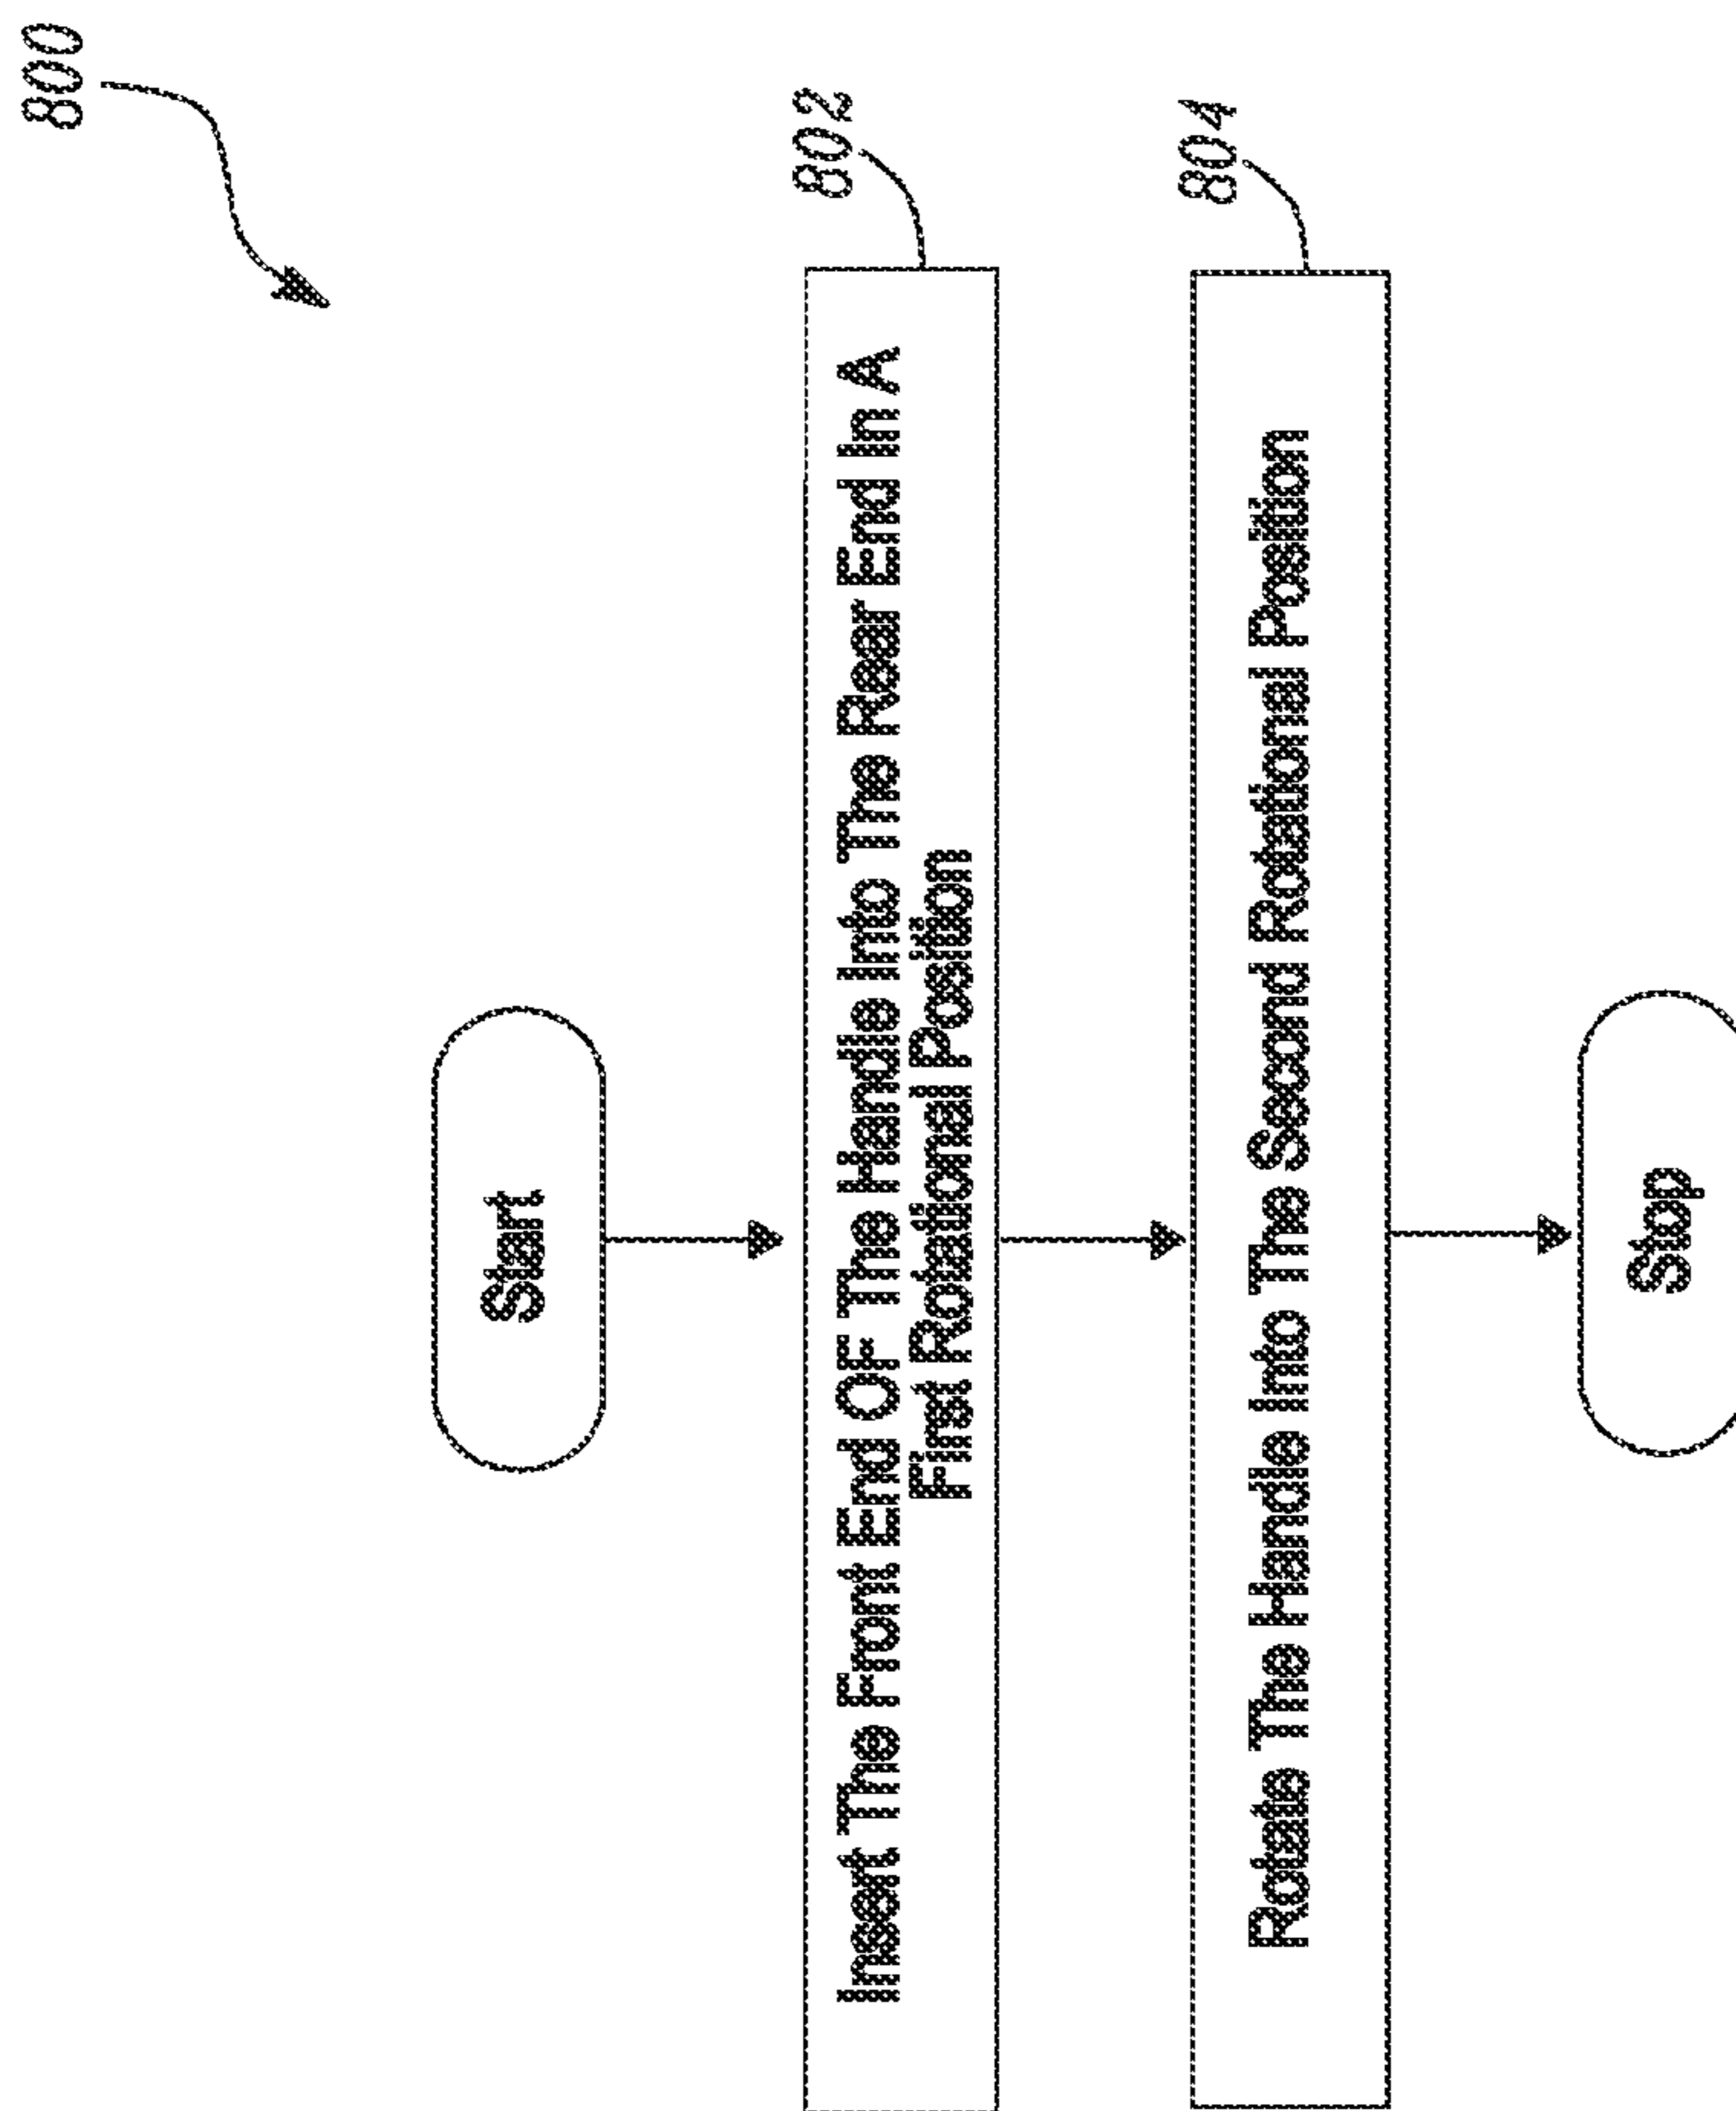 800
Start
Insert The Front End OF The Handle Into The Rear End In A
First Rotational Position
802
Rotate The Handle Into The Second Rotational Position
804
Stop